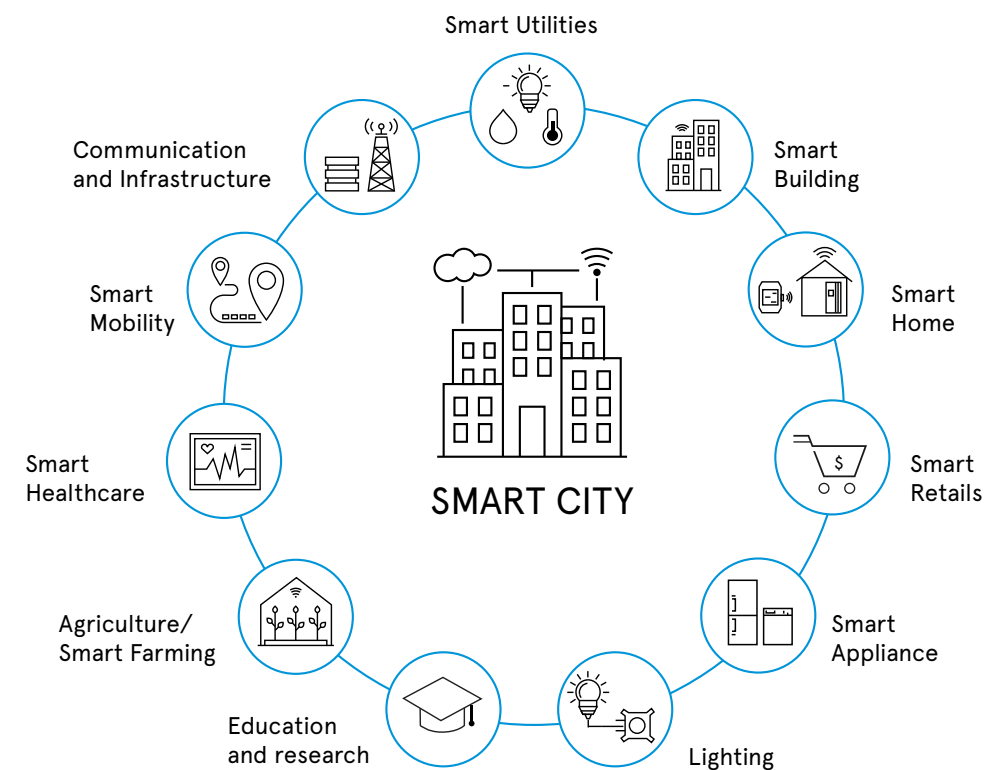 Smart Utilities
Communication
and Infrastructure
Smart
Building
Smart
Mobility
Smart
Home
SMART CITY
Smart
Healthcare
Smart
Retails
$
Agriculture/
Smart Farming
Smart
Appliance
Education
and research
Lighting